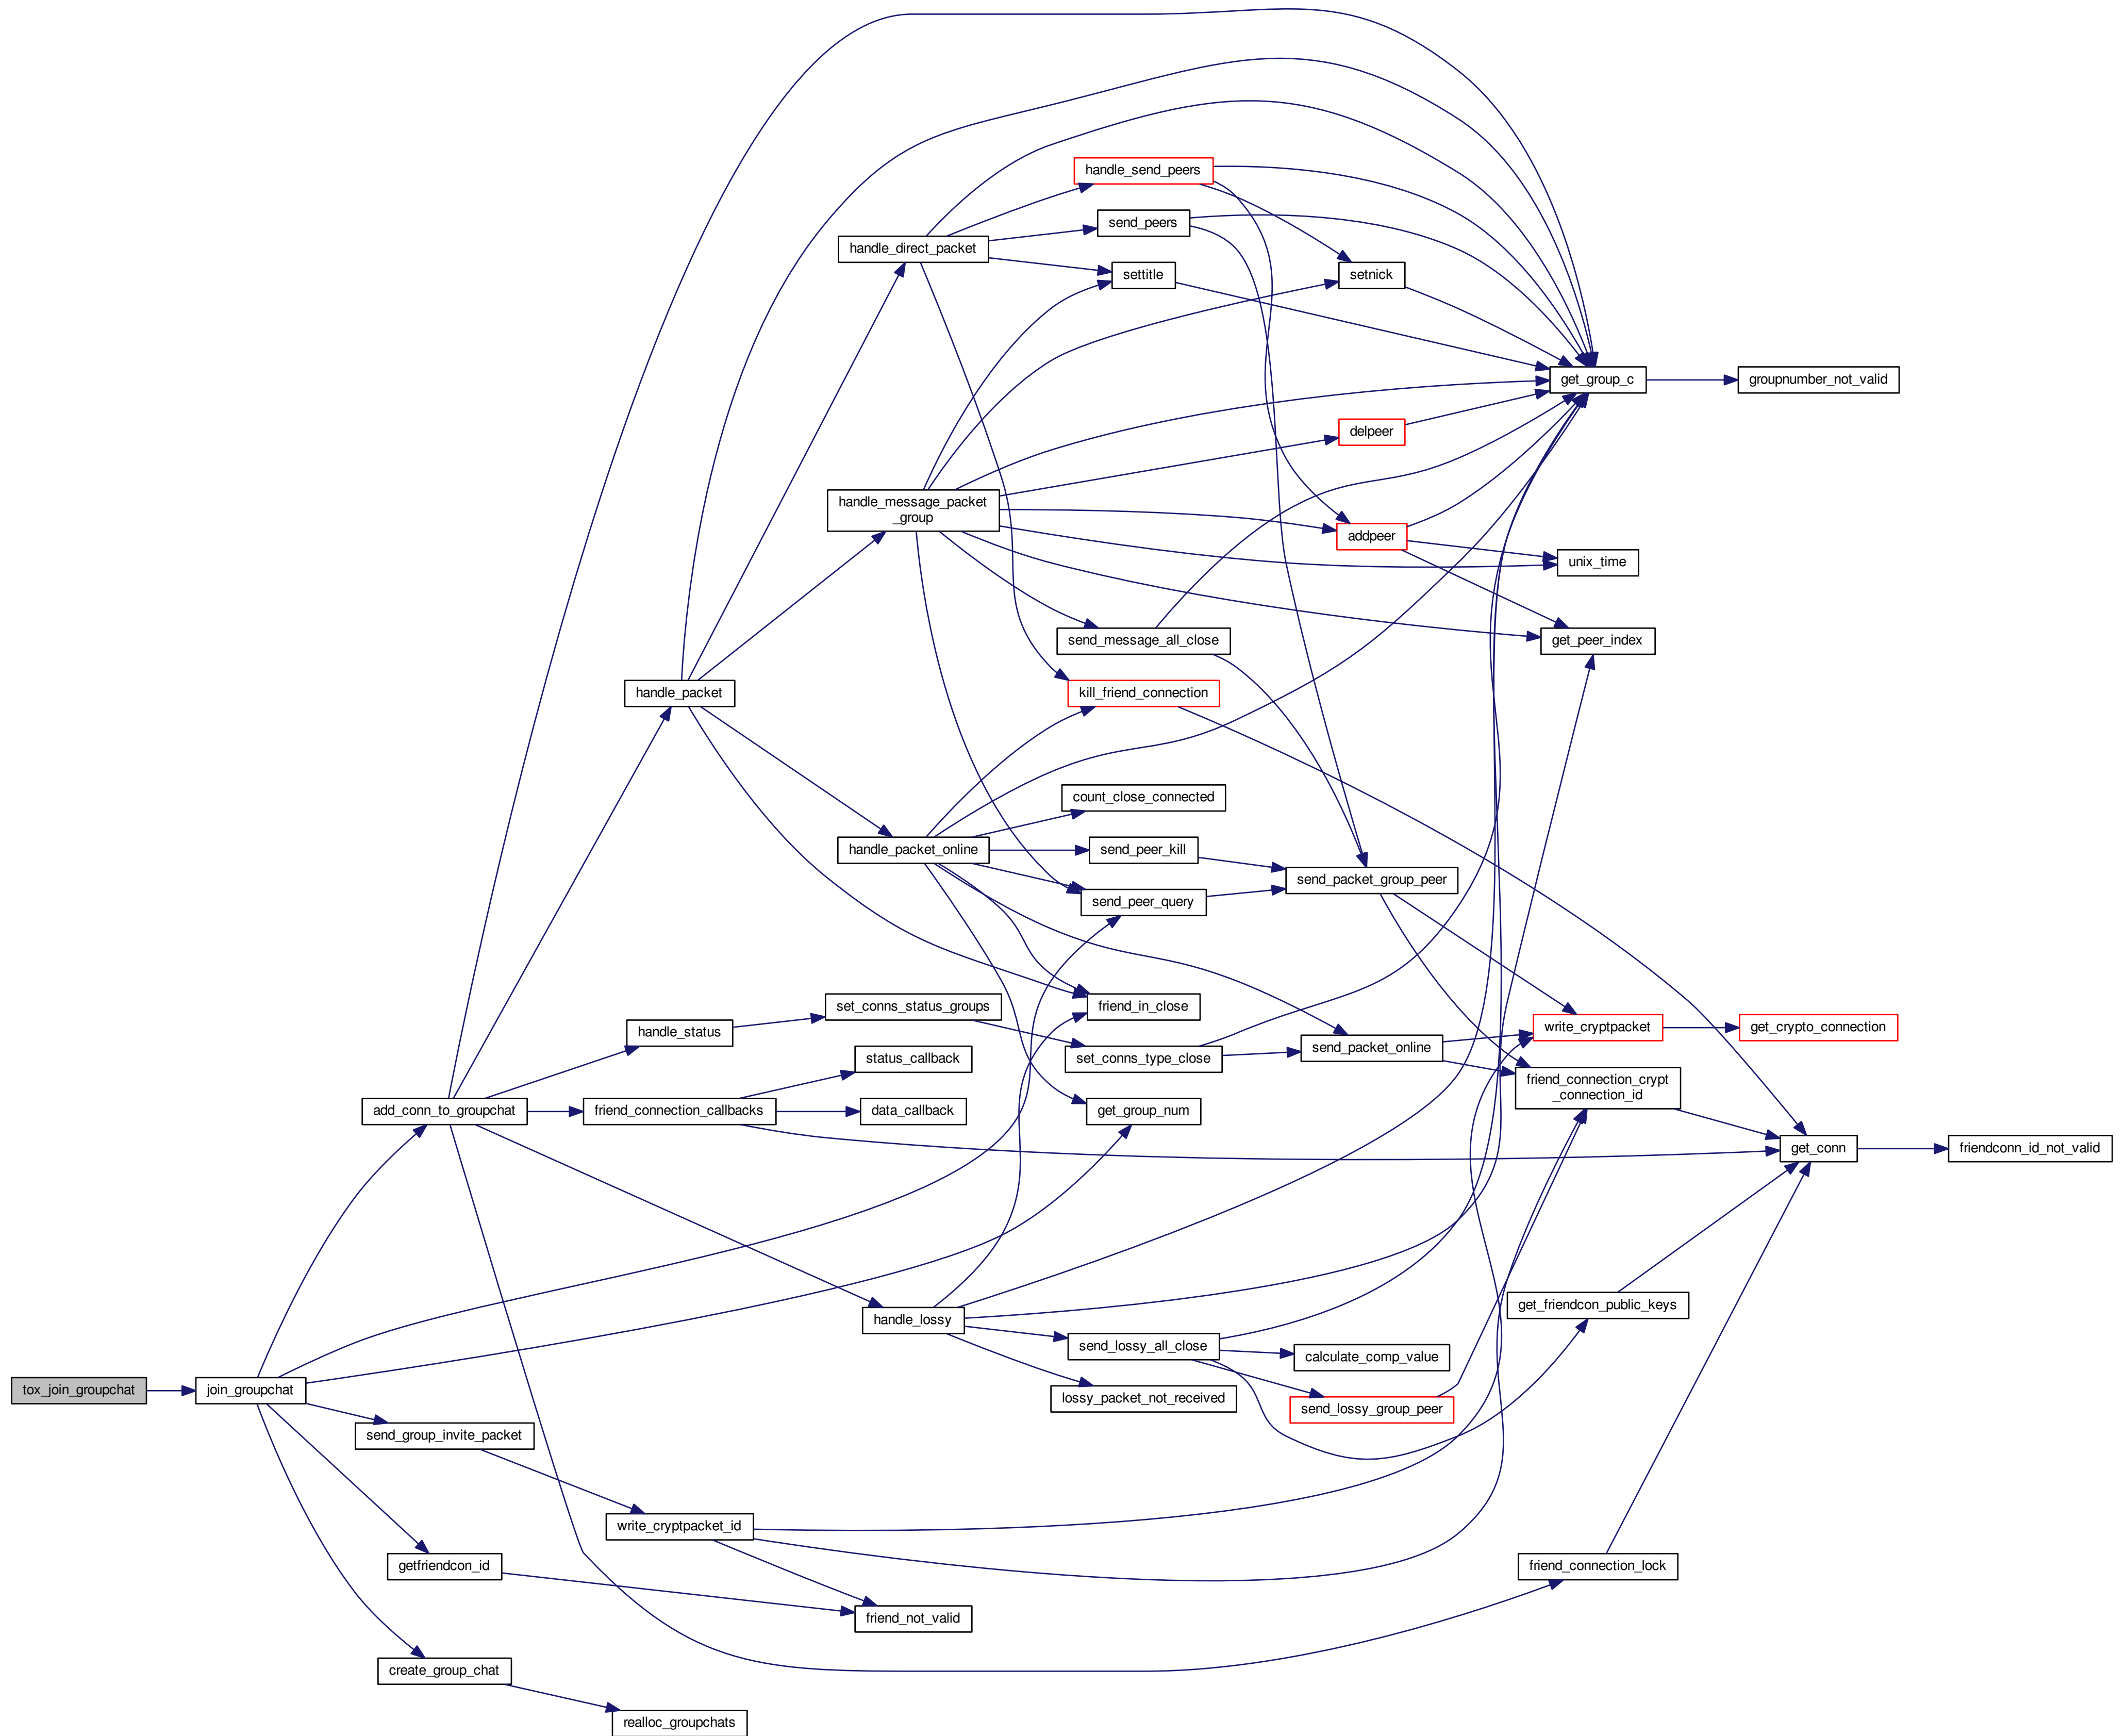 handle_send_peers
send_peers
handle_direct_packet
settitle
setnick
get_group_c
groupnumber_not_valid
delpeer
handle_message_packet
_group
addpeer
unix_time
send_message_all_close
get_peer_index
handle_packet
kill_friend_connection
count_close_connected
handle_packet_online
send_peer_kill
send_packet_group_peer
send_peer_query
set_conns_status_groups
friend_in_close
handle_status
write_cryptpacket
get_crypto_connection
status_callback
set_conns_type_close
send_packet_online
friend_connection_crypt
_connection_id
add_conn_to_groupchat
friend_connection_callbacks
data_callback
get_group_num
get_conn
friendconn_id_not_valid
get_friendcon_public_keys
handle_lossy
send_lossy_all_close
calculate_comp_value
tox_join_groupchat
join_groupchat
lossy_packet_not_received
send_lossy_group_peer
send_group_invite_packet
write_cryptpacket_id
getfriendcon_id
friend_connection_lock
friend_not_valid
create_group_chat
realloc_groupchats